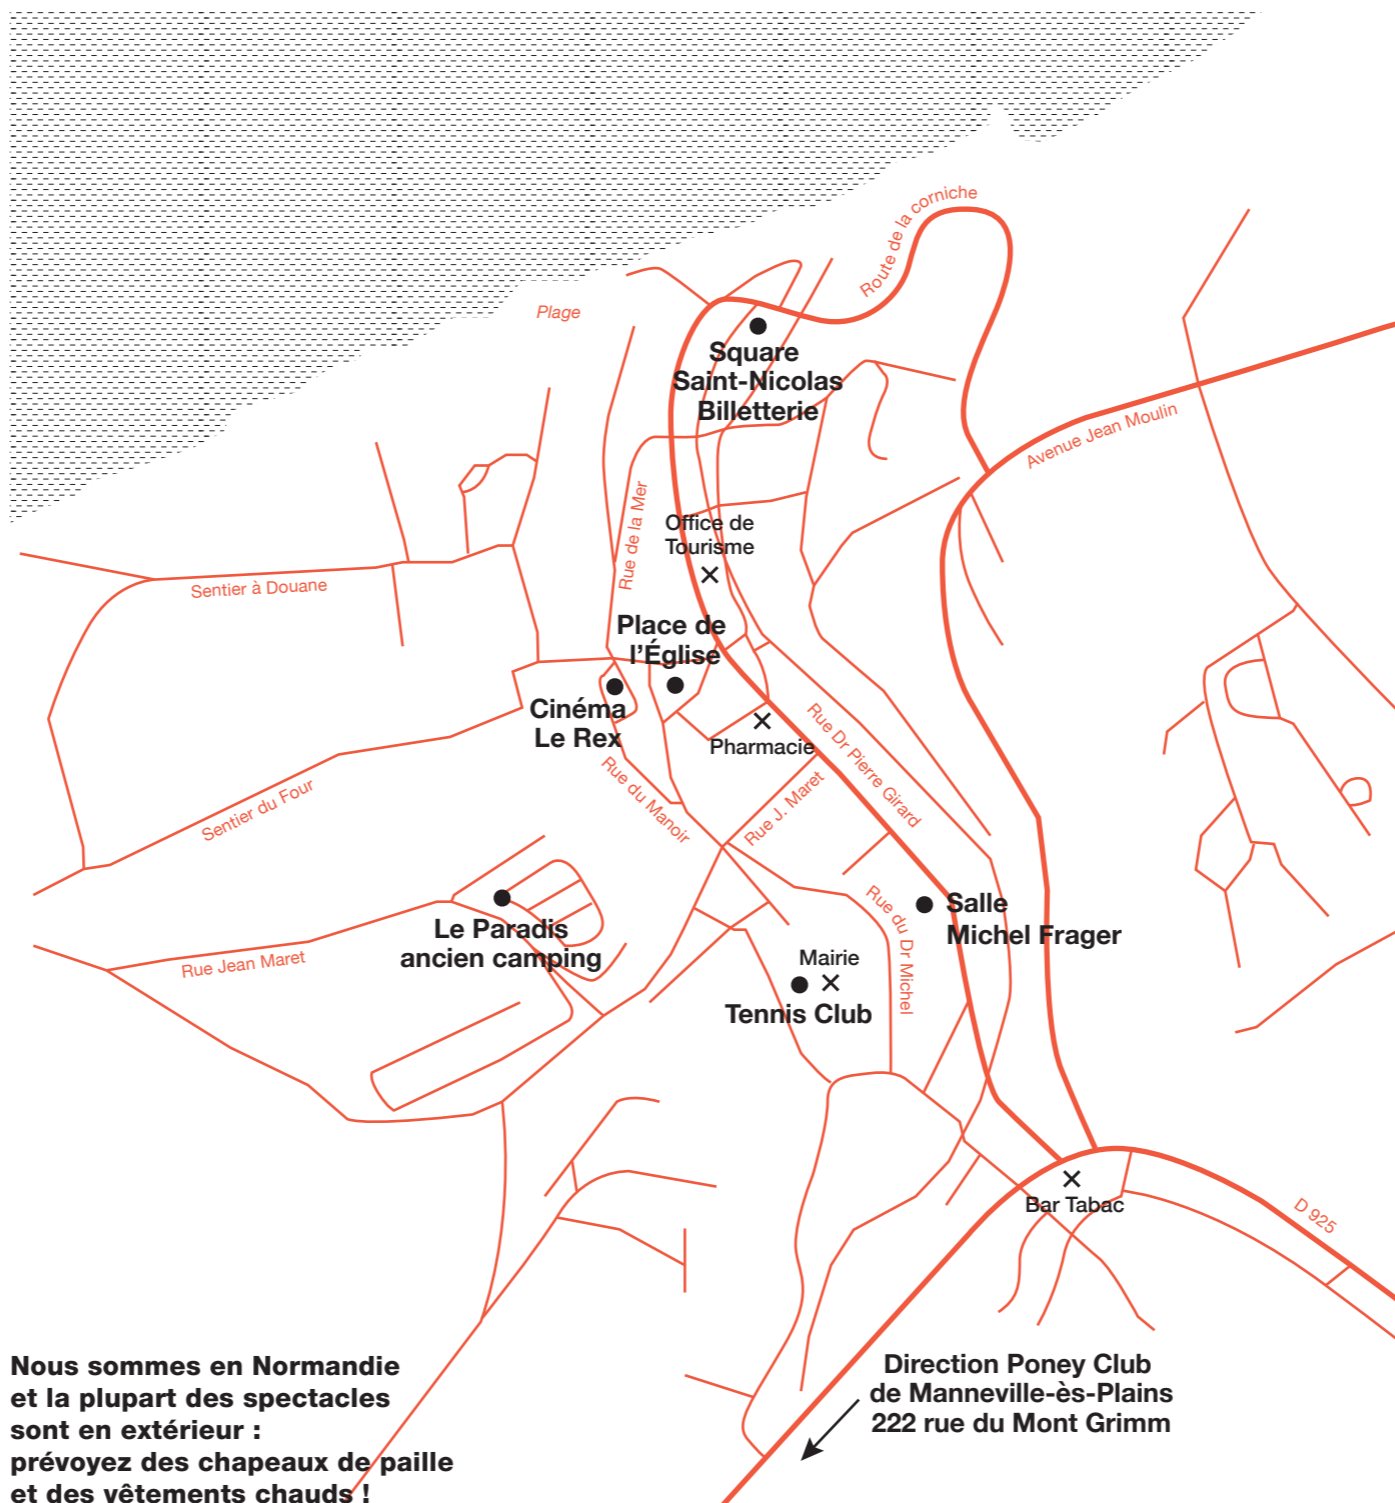 Route de la corniche
Plage
Square
Saint-Nicolas
Billetterie
Avenue Jean Moulin
Rue de la Mer
Office de
Tourisme
Sentier à Douane
Place de
l'Église
Cinéma
Le Rex
Pharmacie
Rue Dr Pierre Girard
Rue du Manoir
Rue J. Maret
Sentier du Four
Le Paradis
ancien camping
Rue Jean Maret
Rue du Dr Michel
Salle
Michel Frager
Mairie
Tennis Club
Bar Tabac
D 925
Direction Poney Club
de Manneville-ès-Plains
222 rue du Mont Grimm
Nous sommes en Normandie
et la plupart des spectacles
sont en extérieur :
prévoyez des chapeaux de paille
et des vêtements chauds !